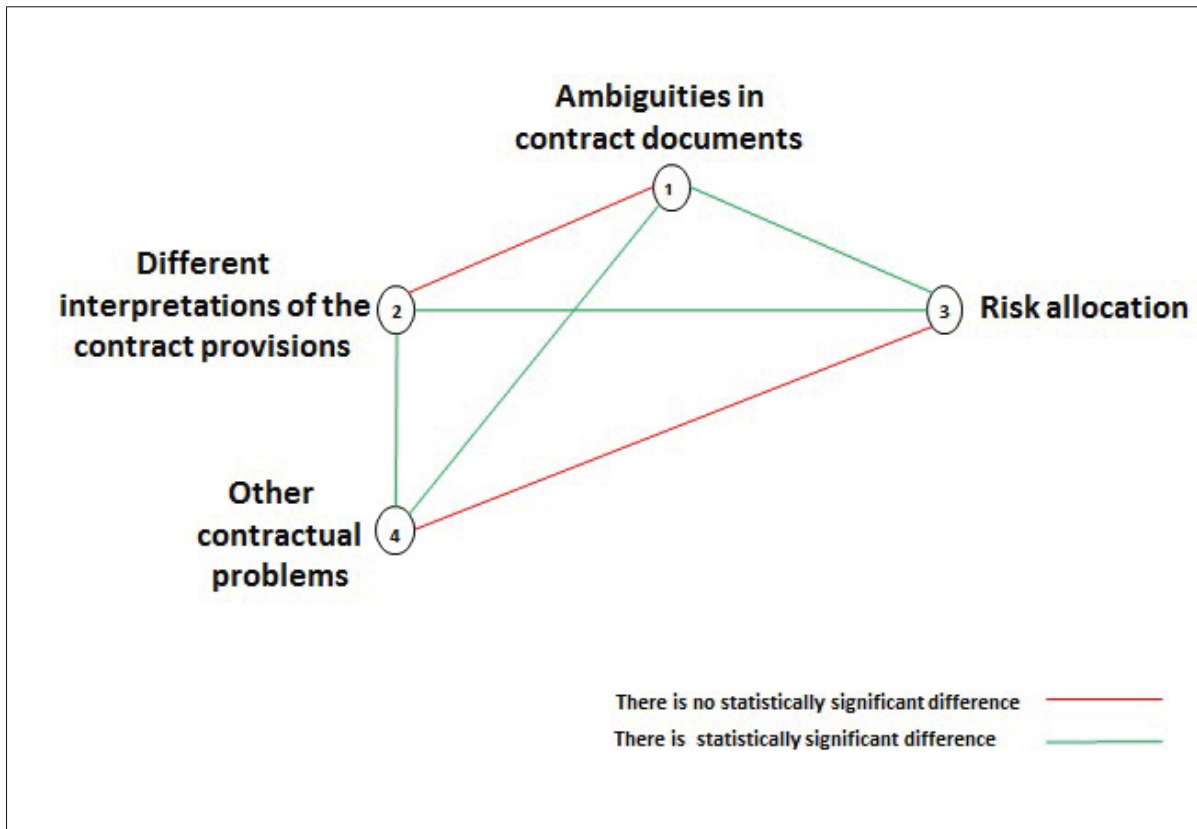 Ambiguities in
contract documents
1
Different
interpretations of the
contract provisions
2
3
Risk allocation
Other
contractual
problems
4
There is no statistically significant difference
There is statistically significant difference